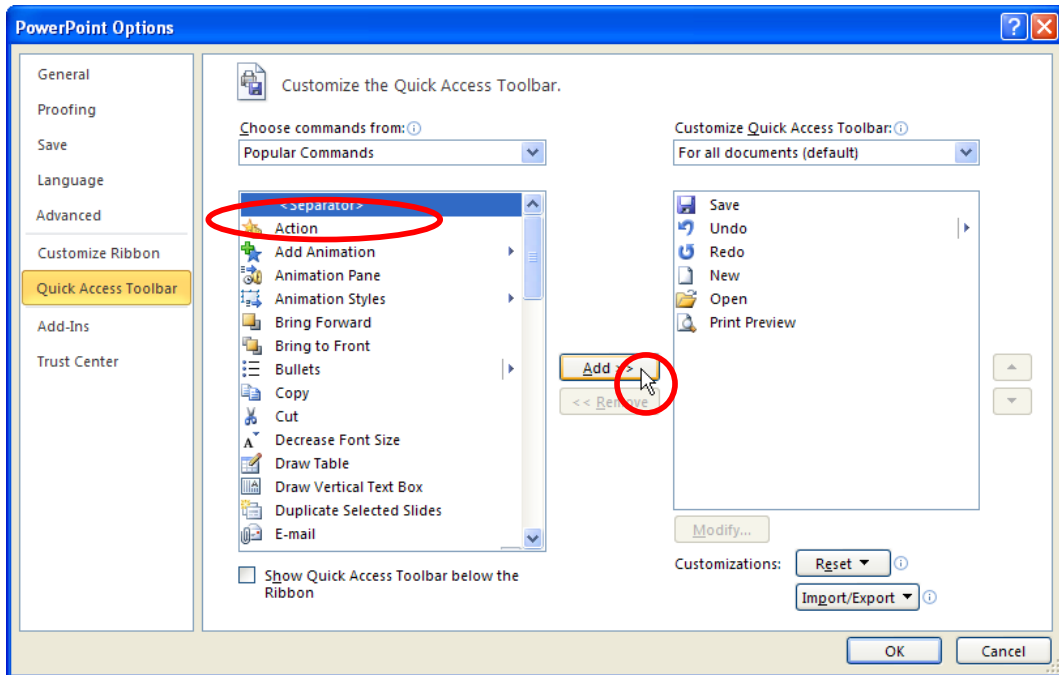 PowerPoint Options
General
Proofing
Save
Language
Advanced
Customize Ribbon
Quick Access Toolbar
Add-Ins
Trust Center
Customize the Quick Access Toolbar.
Choose commands from:
Popular Commands
<Separator>
Action
Add Animation
Animation Pane
Animation Styles
Bring Forward
Bring to Front
Bullets
Copy
Cut
Decrease Font Size
Draw Table
Draw Vertical Text Box
Duplicate Selected Slides
E-mail
Show Quick Access Toolbar below the
Ribbon
Add >>
<< Remove
Customize Quick Access Toolbar:
For all documents (default)
Save
Undo
Redo
New
Open
Print Preview
Modify...
Customizations:
Reset
Import/Export
OK
Cancel